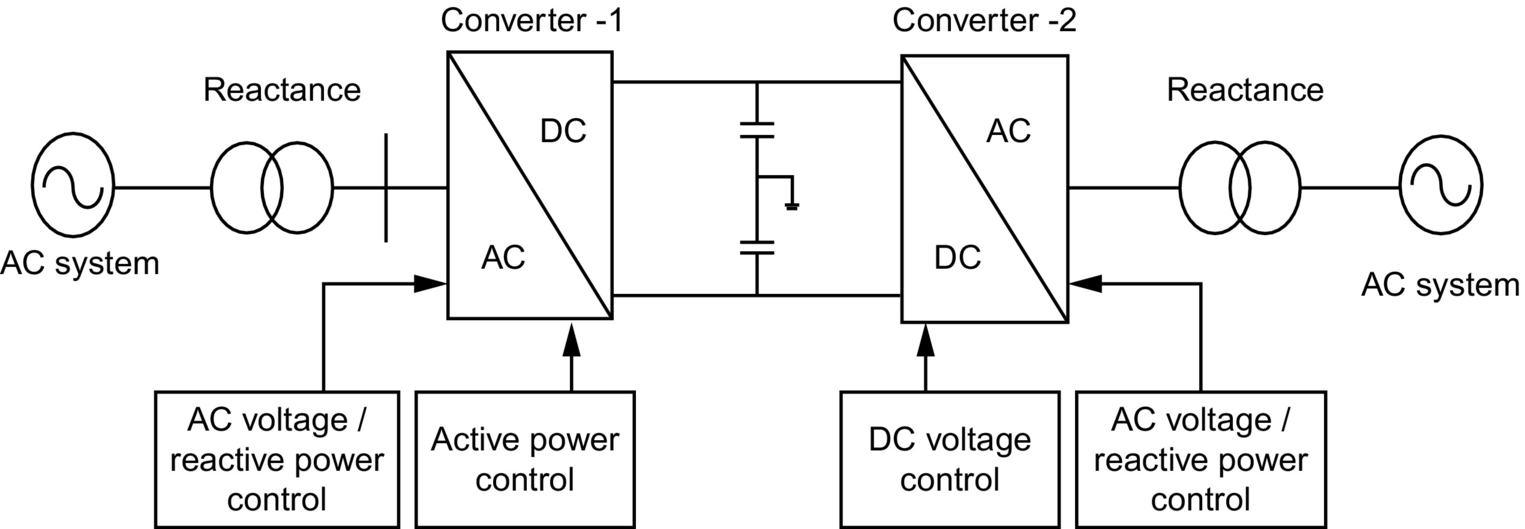 Converter -1
Converter -2
Reactance
Reactance
DC
AC
AC
DC
AC system
AC system
AC voltage /
reactive power
control
Active power
control
DC voltage
control
AC voltage /
reactive power
control